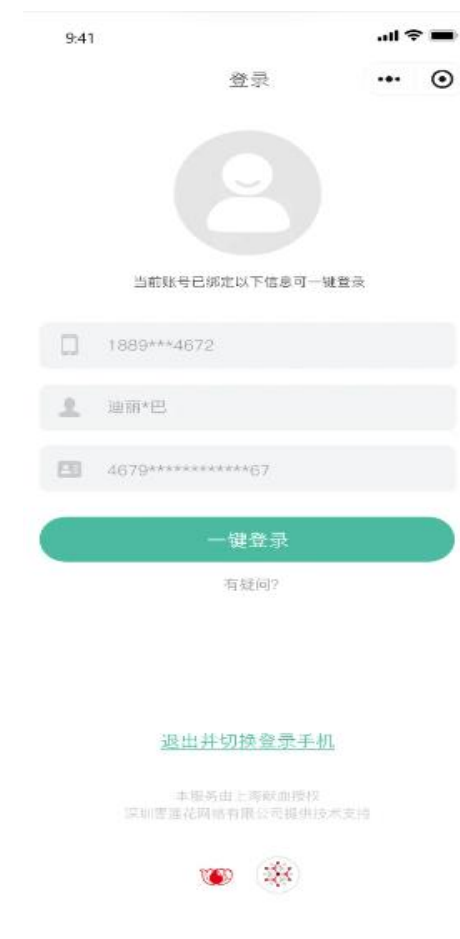 9:41
登录
当前账号已绑定以下信息可一键登录
1889***4672
迪丽*巴
4679************67
一键登录
有疑问?
退出并切换登录手机
本服务由上海献血授权
深圳雪莲花网络有限公司提供技术支持